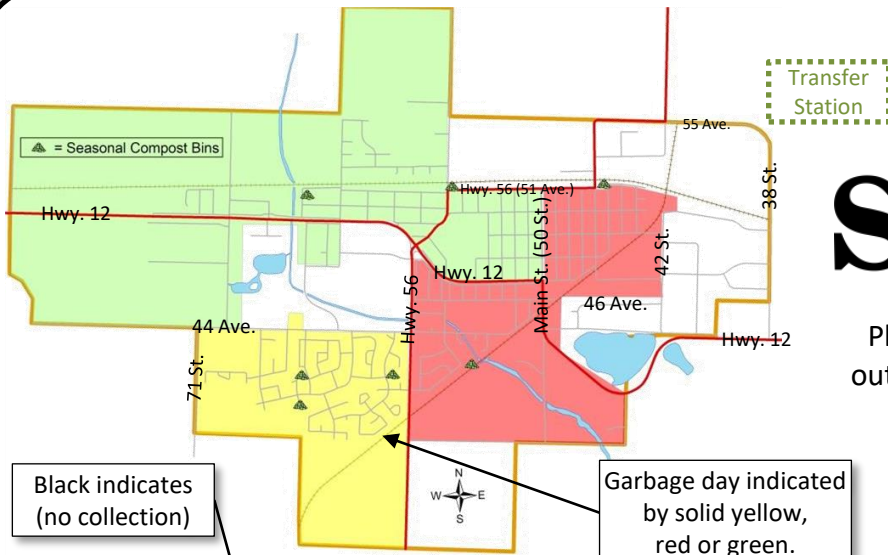 Transfer
Station
55 Ave.
= Seasonal Compost Bins
Hwy. 56 (51 Ave.)
38 St.
Hwy. 12
S
Main St. (50 St.)
42 St.
Hwy. 12
Hwy. 56
46 Ave.
44 Ave.
Hwy. 12
71 St.
out
Black indicates
(no collection)
N
W E
S
Garbage day indicated
by solid yellow,
red or green.